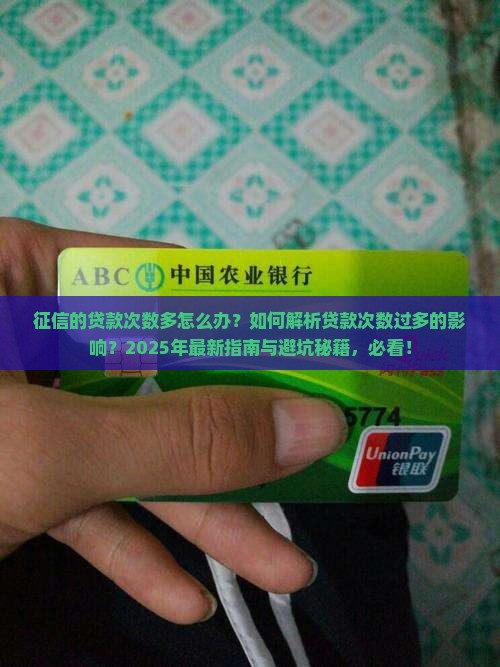 ABC 中国农业银行
征信的贷款次数多怎么办？如何解析贷款次数过多的影
响？2025年最新指南与避坑秘籍，必看！
5774
UnionPay
银联